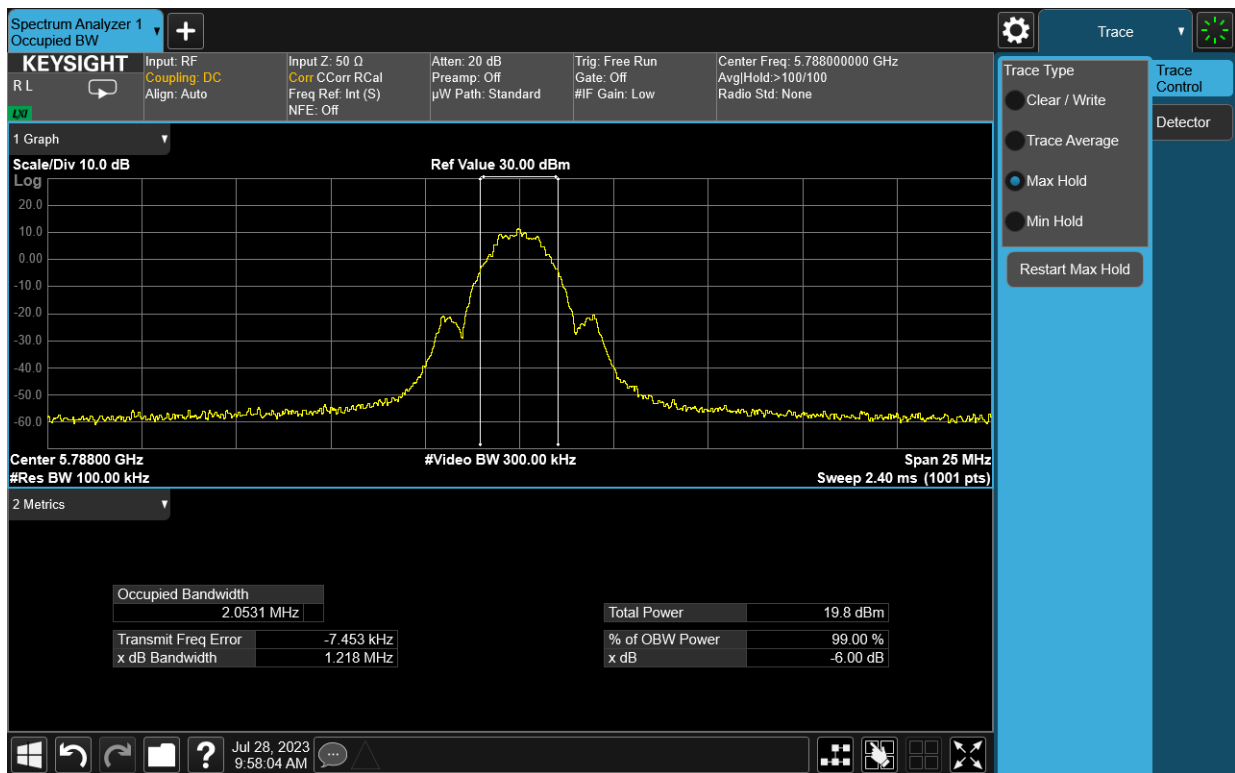 Spectrum Analyzer 1
Occupied BW
Trace
KEYSIGHT
R L
LXI
Input: RF
Coupling: DC
Align: Auto
Input Z: 50 Ω
Corr CCorr RCal
Freq Ref: Int (S)
NFE: Off
Atten: 20 dB
Preamp: Off
µW Path: Standard
Trig: Free Run
Gate: Off
#IF Gain: Low
Center Freq: 5.788000000 GHz
Avg|Hold:>100/100
Radio Std: None
Trace Type
Clear / Write
Trace Average
Max Hold
Min Hold
Restart Max Hold
Trace
Control
Detector
1 Graph
Scale/Div 10.0 dB
Ref Value 30.00 dBm
Log
20.0
10.0
0.00
-10.0
-20.0
-30.0
-40.0
-50.0
-60.0
Center 5.78800 GHz
#Video BW 300.00 kHz
Span 25 MHz
#Res BW 100.00 kHz
Sweep 2.40 ms (1001 pts)
2 Metrics
Occupied Bandwidth
2.0531 MHz
Total Power 19.8 dBm
Transmit Freq Error -7.453 kHz
% of OBW Power 99.00 %
x dB Bandwidth 1.218 MHz
x dB -6.00 dB
Jul 28, 2023
9:58:04 AM